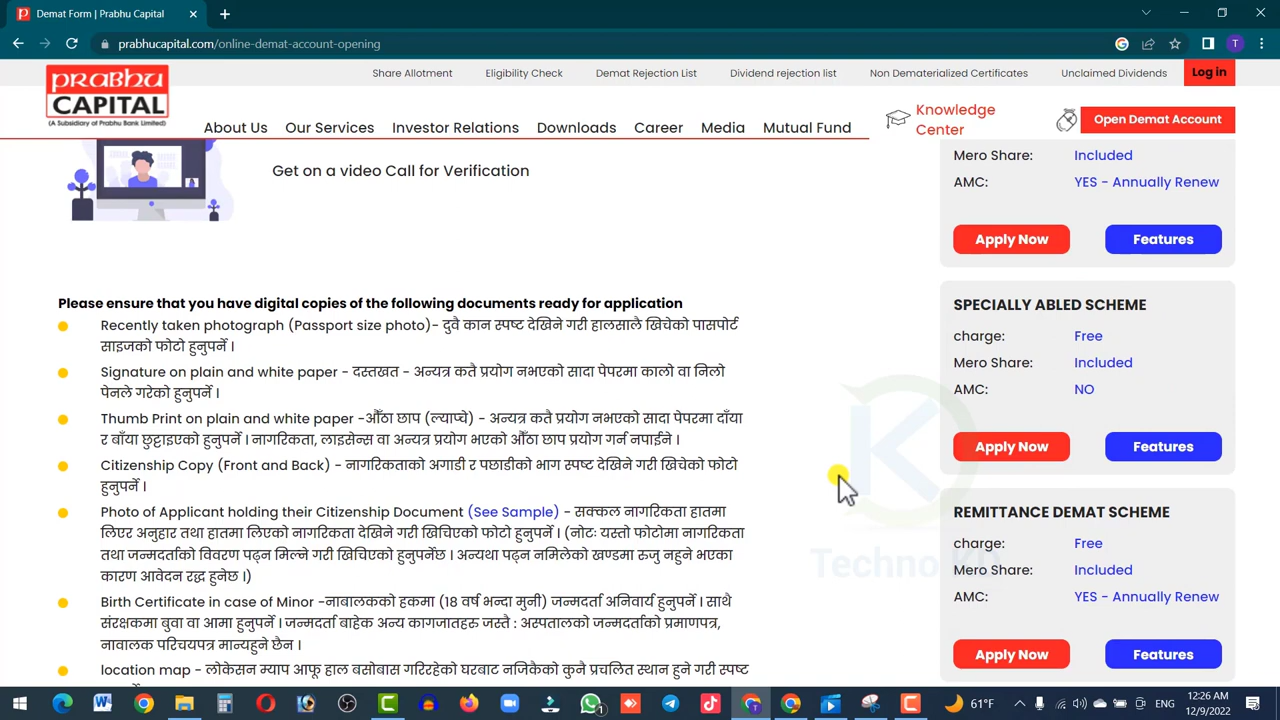 Demat Form | Prabhu Capital
prabhucapital.com/online-demat-account-opening
T
Share Allotment Eligibility Check Demat Rejection List Dividend rejection list Non Dematerialized Certificates Unclaimed Dividends Log in
prabhu
CAPITAL
(A Subsidiary of Prabhu Bank Limited)
About Us Our Services Investor Relations Downloads Career Media Mutual Fund
Knowledge
Center
Open Demat Account
Get on a video Call for Verification
Please ensure that you have digital copies of the following documents ready for application
Recently taken photograph (Passport size photo)- दुवै कान स्पष्ट देखिने गरी हालसालै खिचेको पासपोर्ट
साइजको फोटो हुनुपर्ने ।
Signature on plain and white paper - दस्तखत - अन्यत्र कतै प्रयोग नभएको सादा पेपरमा कालो वा निलो
पेनले गरेको हुनुपर्ने ।
Thumb Print on plain and white paper -औँठा छाप (ल्याप्चे) - अन्यत्र कतै प्रयोग नभएको सादा पेपरमा दाँया
र बाँया छुट्टाइएको हुनुपर्ने । नागरिकता, लाइसेन्स वा अन्यत्र प्रयोग भएको औँठा छाप प्रयोग गर्न नपाईने ।
Citizenship Copy (Front and Back) - नागरिकताको अगाडी र पछाडीको भाग स्पष्ट देखिने गरी खिचेको फोटो
हुनुपर्ने ।
Photo of Applicant holding their Citizenship Document (See Sample) - सक्कल नागरिकता हातमा
लिएर अनुहार तथा हातमा लिएको नागरिकता देखिने गरी खिचिएको फोटो हुनुपर्ने । (नोटः यस्तो फोटोमा नागरिकता
तथा जन्मदर्ताको विवरण पढ्न मिल्ने गरी खिचिएको हुनुपर्नेछ । अन्यथा पढ्न नमिलेको खण्डमा रुजु नहुने भएका
कारण आवेदन रद्ध हुनेछ ।)
Birth Certificate in case of Minor -नाबालकको हकमा (18 वर्ष भन्दा मुनी) जन्मदर्ता अनिवार्य हुनुपर्ने । साथै
संरक्षकमा बुवा वा आमा हुनुपर्ने । जन्मदर्ता बाहेक अन्य कागजातहरु जस्तै : अस्पतालको जन्मदर्ताको प्रमाणपत्र,
नावालक परिचयपत्र मान्यहुने छैन ।
location map - लोकेसन म्याप आफू हाल बसोबास गरिरहेको घरबाट नजिकैको कुनै प्रचलित स्थान हुने गरी स्पष्ट
Mero Share: Included
AMC: YES - Annually Renew
Apply Now Features
SPECIALLY ABLED SCHEME
charge: Free
Mero Share: Included
AMC: NO
Apply Now Features
REMITTANCE DEMAT SCHEME
charge: Free
Mero Share: Included
AMC: YES - Annually Renew
Apply Now Features
61°F
12:26 AM
12/9/2022